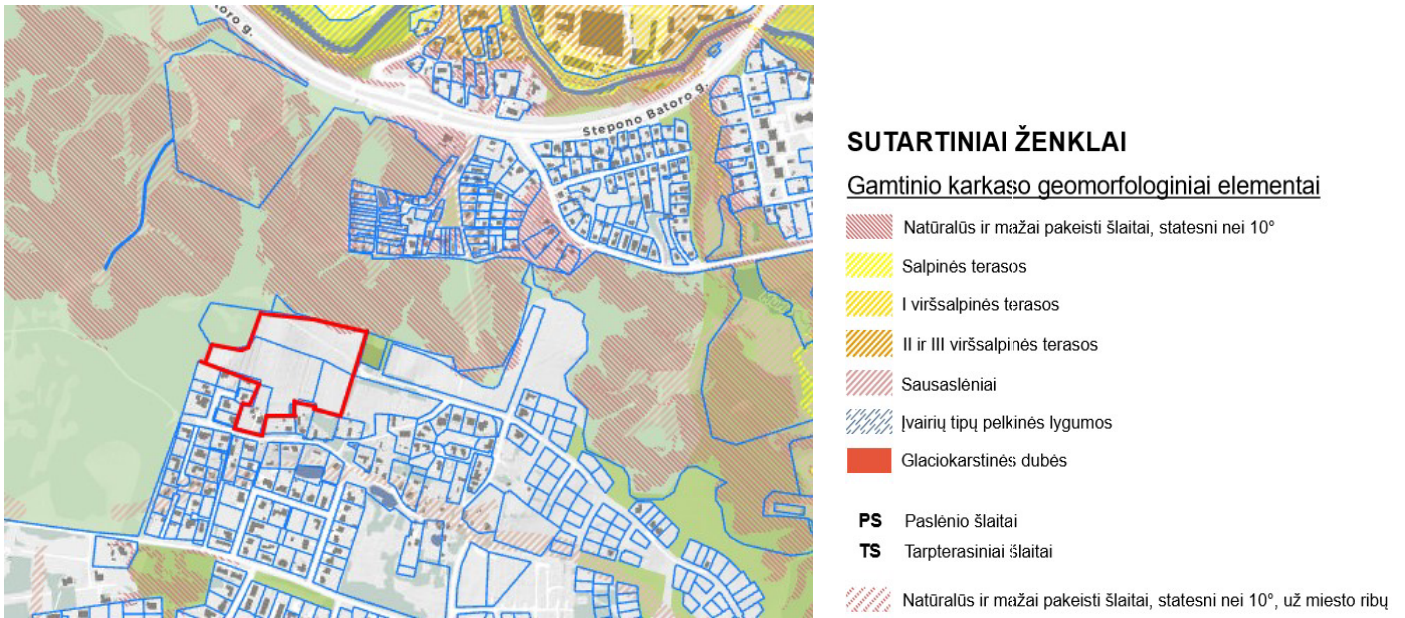 oro g.
Stepono Batoro g.
SUTARTINIAI ŽENKLAI
Gamtinio karkaso geomorfologiniai elementai
Natūralūs ir mažai pakeisti šlaitai, statesni nei 10°
Salpinės terasos
I viršsalpinės terasos
II ir III viršsalpinės terasos
Sausaslėniai
Įvairių tipų pelkinės lygumos
Glaciokarstinės dubės
PS Paslėnio šlaitai
TS Tarpterasiniai šlaitai
Natūralūs ir mažai pakeisti šlaitai, statesni nei 10°, už miesto ribų